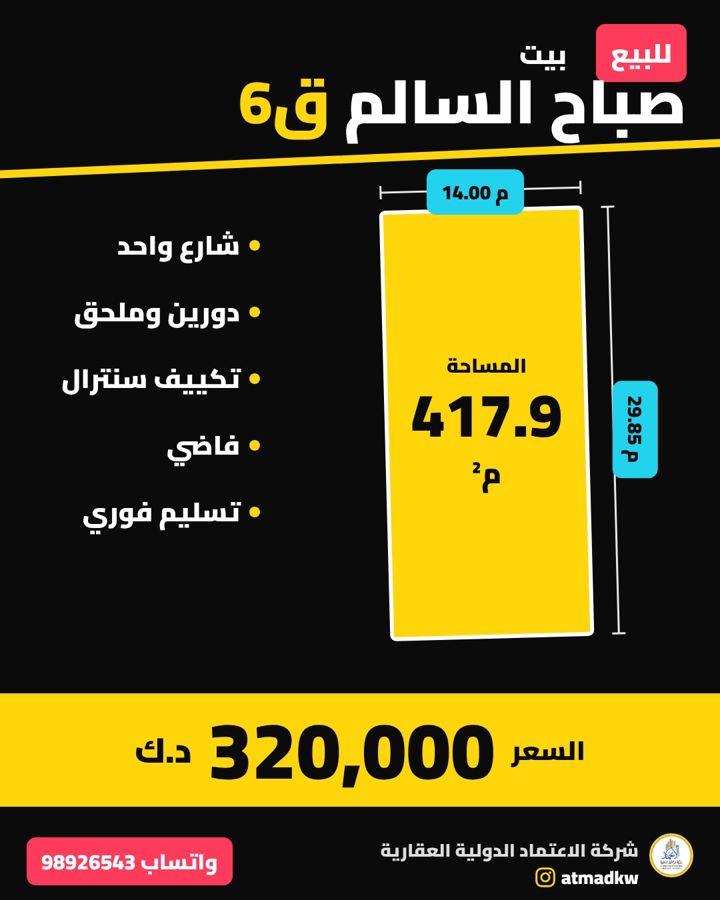 للبيع
بيت
صباح السالم ق6
14.00 م
شارع واحد
دورين وملحق
تكييف سنترال
فاضي
تسليم فوري
المساحة
417.9
م²
29.85 م
السعر 320,000 د.ك
شركة الاعتماد الدولية العقارية
atmadkw
واتساب 98926543